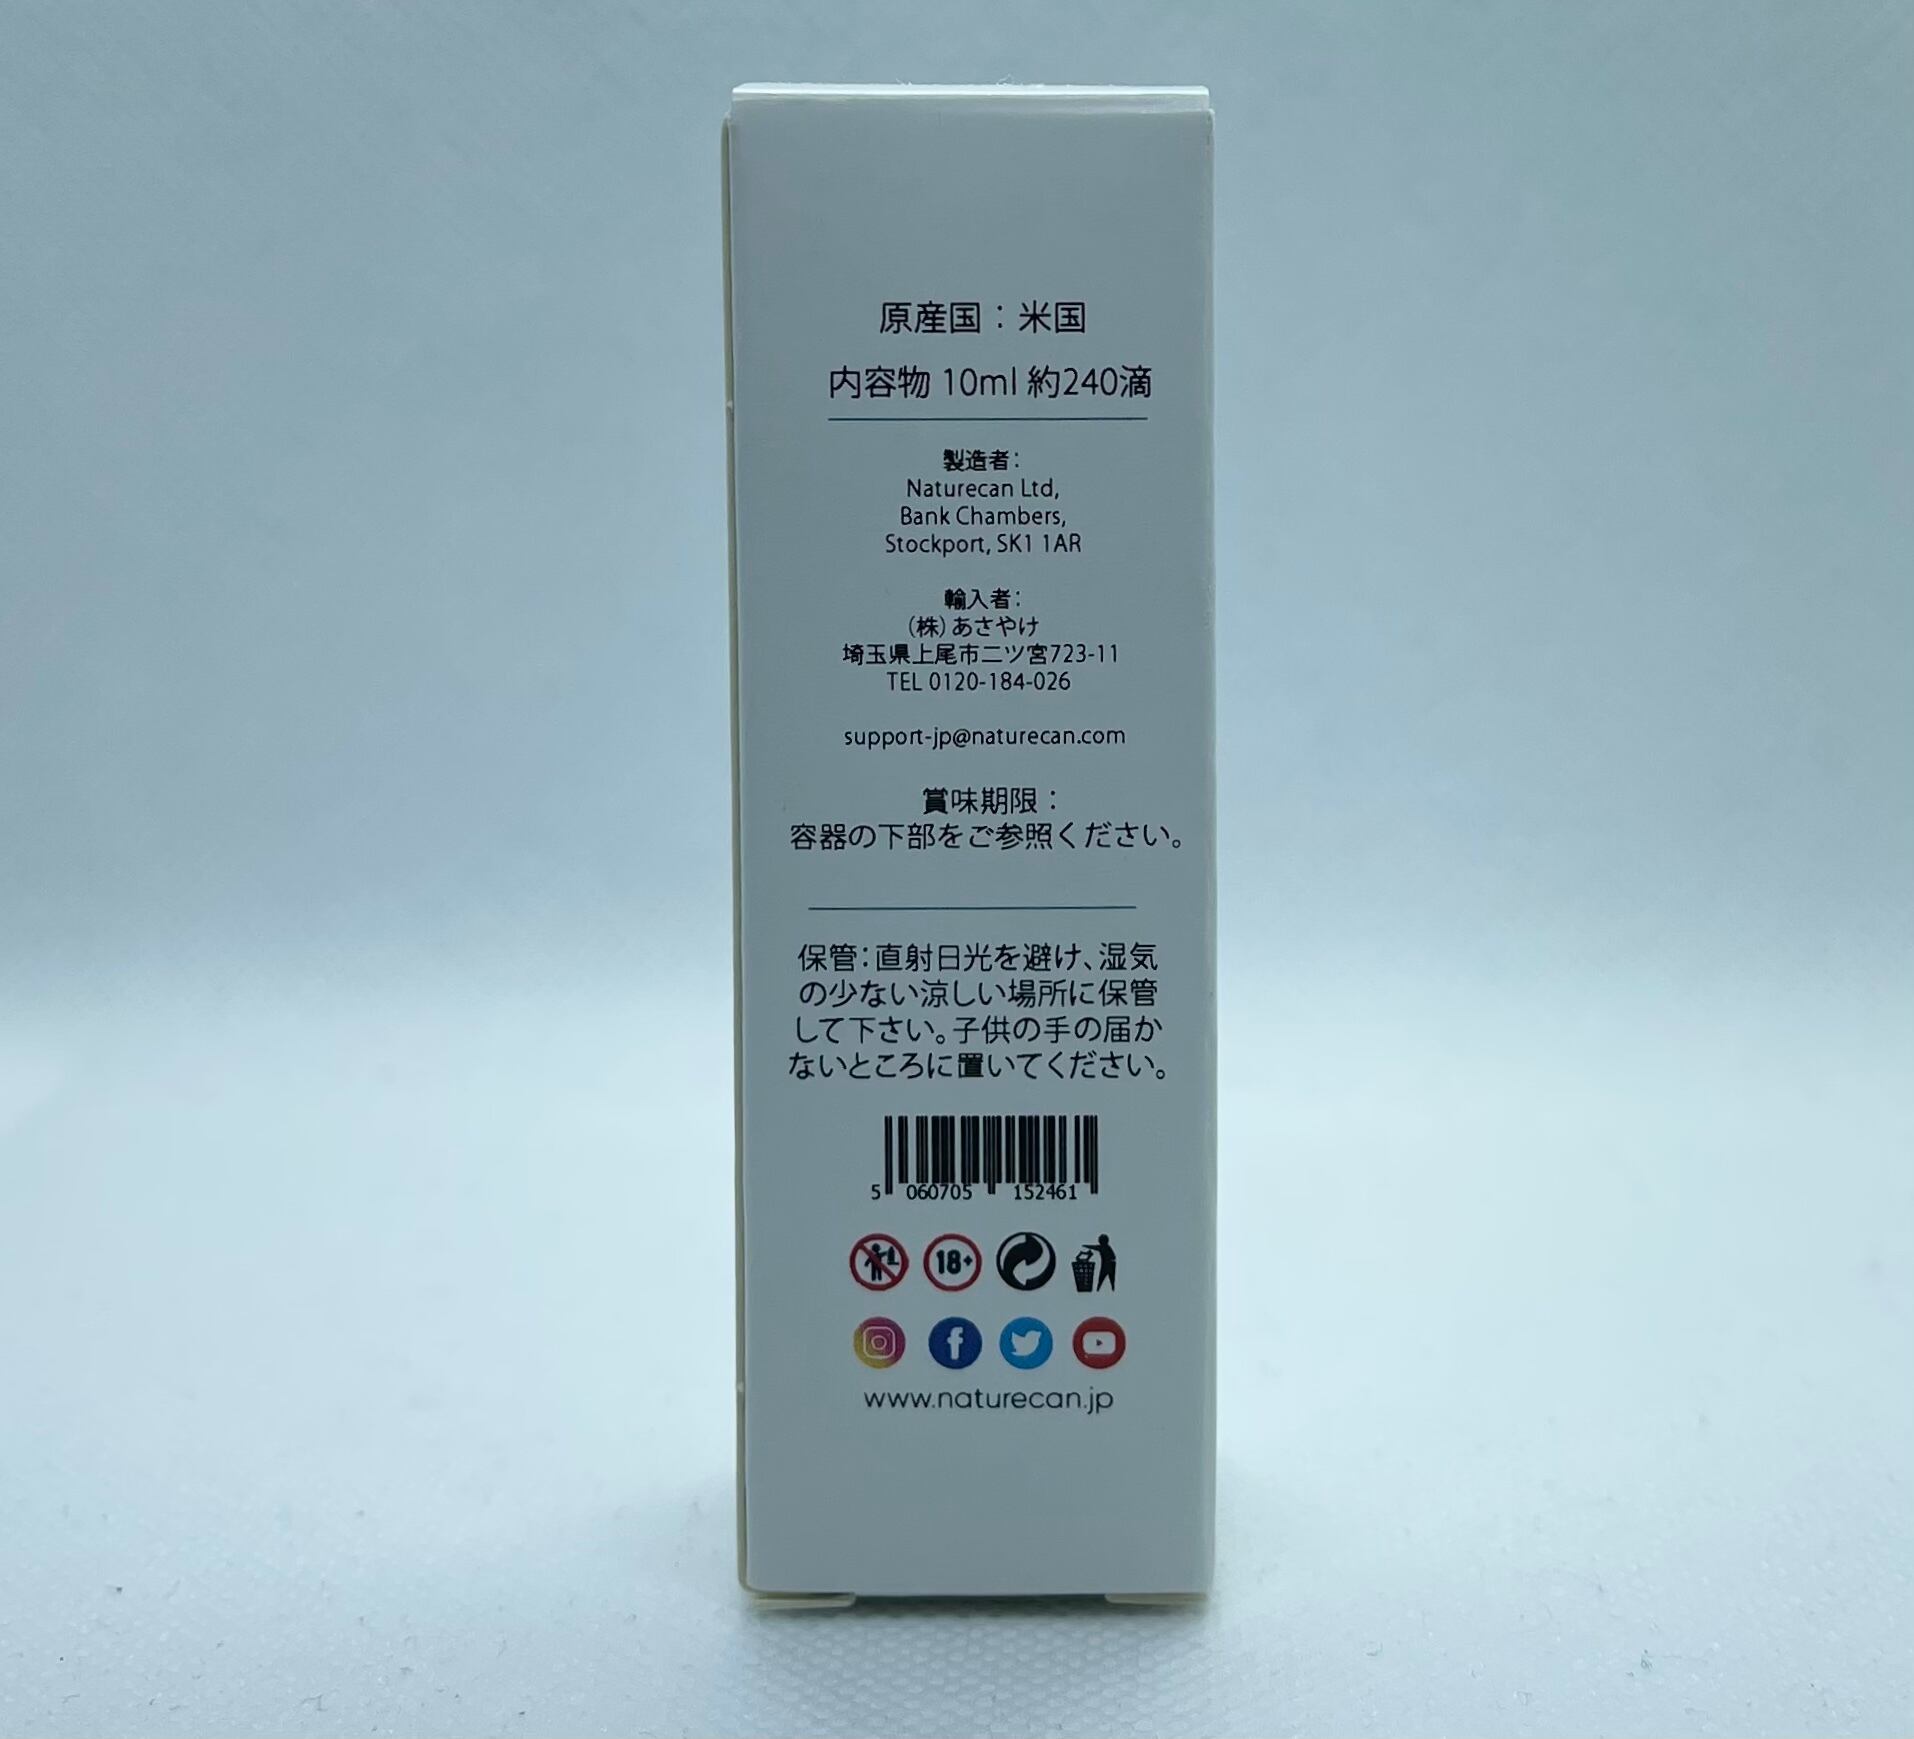 原産国：米国
内容物 10ml 約240滴
製造者：
Naturecan Ltd,
Bank Chambers,
Stockport, SK1 1AR
輸入者：
(株)あさやけ
埼玉県上尾市二ツ宮723-11
TEL 0120-184-026
support-jp@naturecan.com
賞味期限：
容器の下部をご参照ください。
保管：直射日光を避け、湿気
の少ない涼しい場所に保管
して下さい。子供の手の届か
ないところに置いてください。
5 060705 152461
18+
www.naturecan.jp